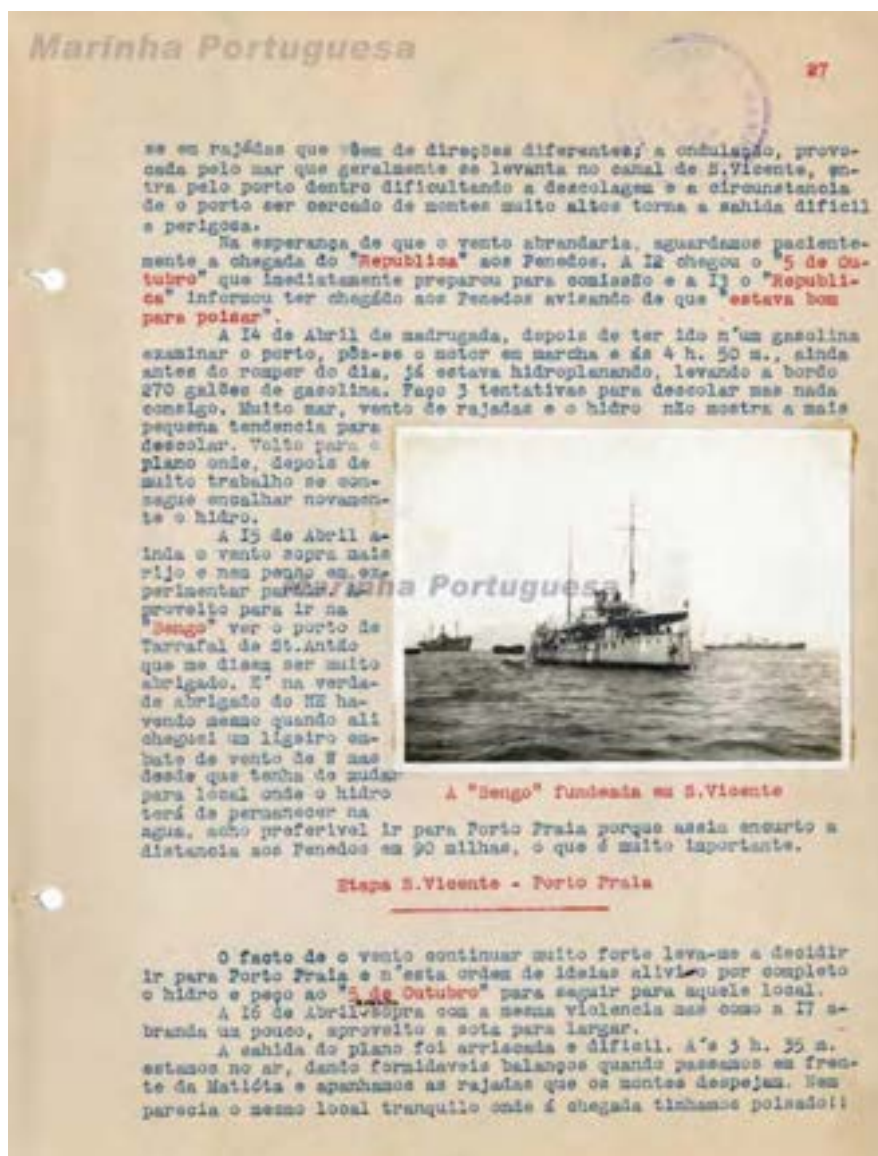 Marinha Portuguesa
27
se em rajádas que vêem de direções diferentes; a ondulação, provo-
cada pelo mar que geralmente se levanta no canal de S.Vicente, en-
tra pelo porto dentro dificultando a descolagem e a circunstancia
de o porto ser cercado de montes muito altos torna a sahida dificil
e perigosa.
Na esperança de que o vento abrandaria, aguardamos paciente-
mente a chegada do "Republica" aos Penedos. A I2 chegou o "5 de Ou-
tubro" que imediatamente preparou para comissão e a I3 o "Republi-
ca" informou ter chegádo aos Penedos avisando de que "estava bom
para poisar".
A I4 de Abril de madrugada, depois de ter ido n'um gasolina
examinar o porto, pôs-se o motor em marcha e ás 4 h. 50 m., ainda
antes do romper do dia, já estava hidroplanando, levando a bordo
270 galões de gasolina. Faço 3 tentativas para descolar mas nada
consigo. Muito mar, vento de rajadas e o hidro não mostra a mais
pequena tendencia para
descolar. Volto para o
plano onde, depois de
muito trabalho se con-
segue encalhar novamen-
te o hidro.
A I5 de Abril a-
inda o vento sopra mais
rijo e nem penso em ex-
perimentar partir. A-
proveito para ir na
"Bengo" ver o porto de
Tarrafal de St.Antão
que me dizem ser muito
abrigado. E' na verda-
de abrigado do NE ha-
vendo mesmo quando ali
cheguei um ligeiro em-
bate de vento de N mas
desde que tenha de mudar
para local onde o hidro
terá de permanecer na
agua, acho preferivel ir para Porto Praia porque assim encurto a
distancia aos Penedos em 90 milhas, o que é muito importante.
Marinha Portuguesa
A "Bengo" fundeada em S.Vicente
Etapa S.Vicente - Porto Praia
O facto de o vento continuar muito forte leva-me a decidir
ir para Porto Praia e n'esta ordem de ideias alivio por completo
o hidro e peço ao "5 de Outubro" para seguir para aquele local.
A I6 de Abril sopra com a mesma violencia mas como a I7 a-
branda um pouco, aproveito a sota para largar.
A sahida do plano foi arriscada e dificil. A's 3 h. 35 m.
estamos no ar, dando formidaveis balanços quando passamos em fren-
te da Matióta e apanhamos as rajadas que os montes despejam. Nem
parecia o mesmo local tranquilo onde á chegada tinhamos poisado!!